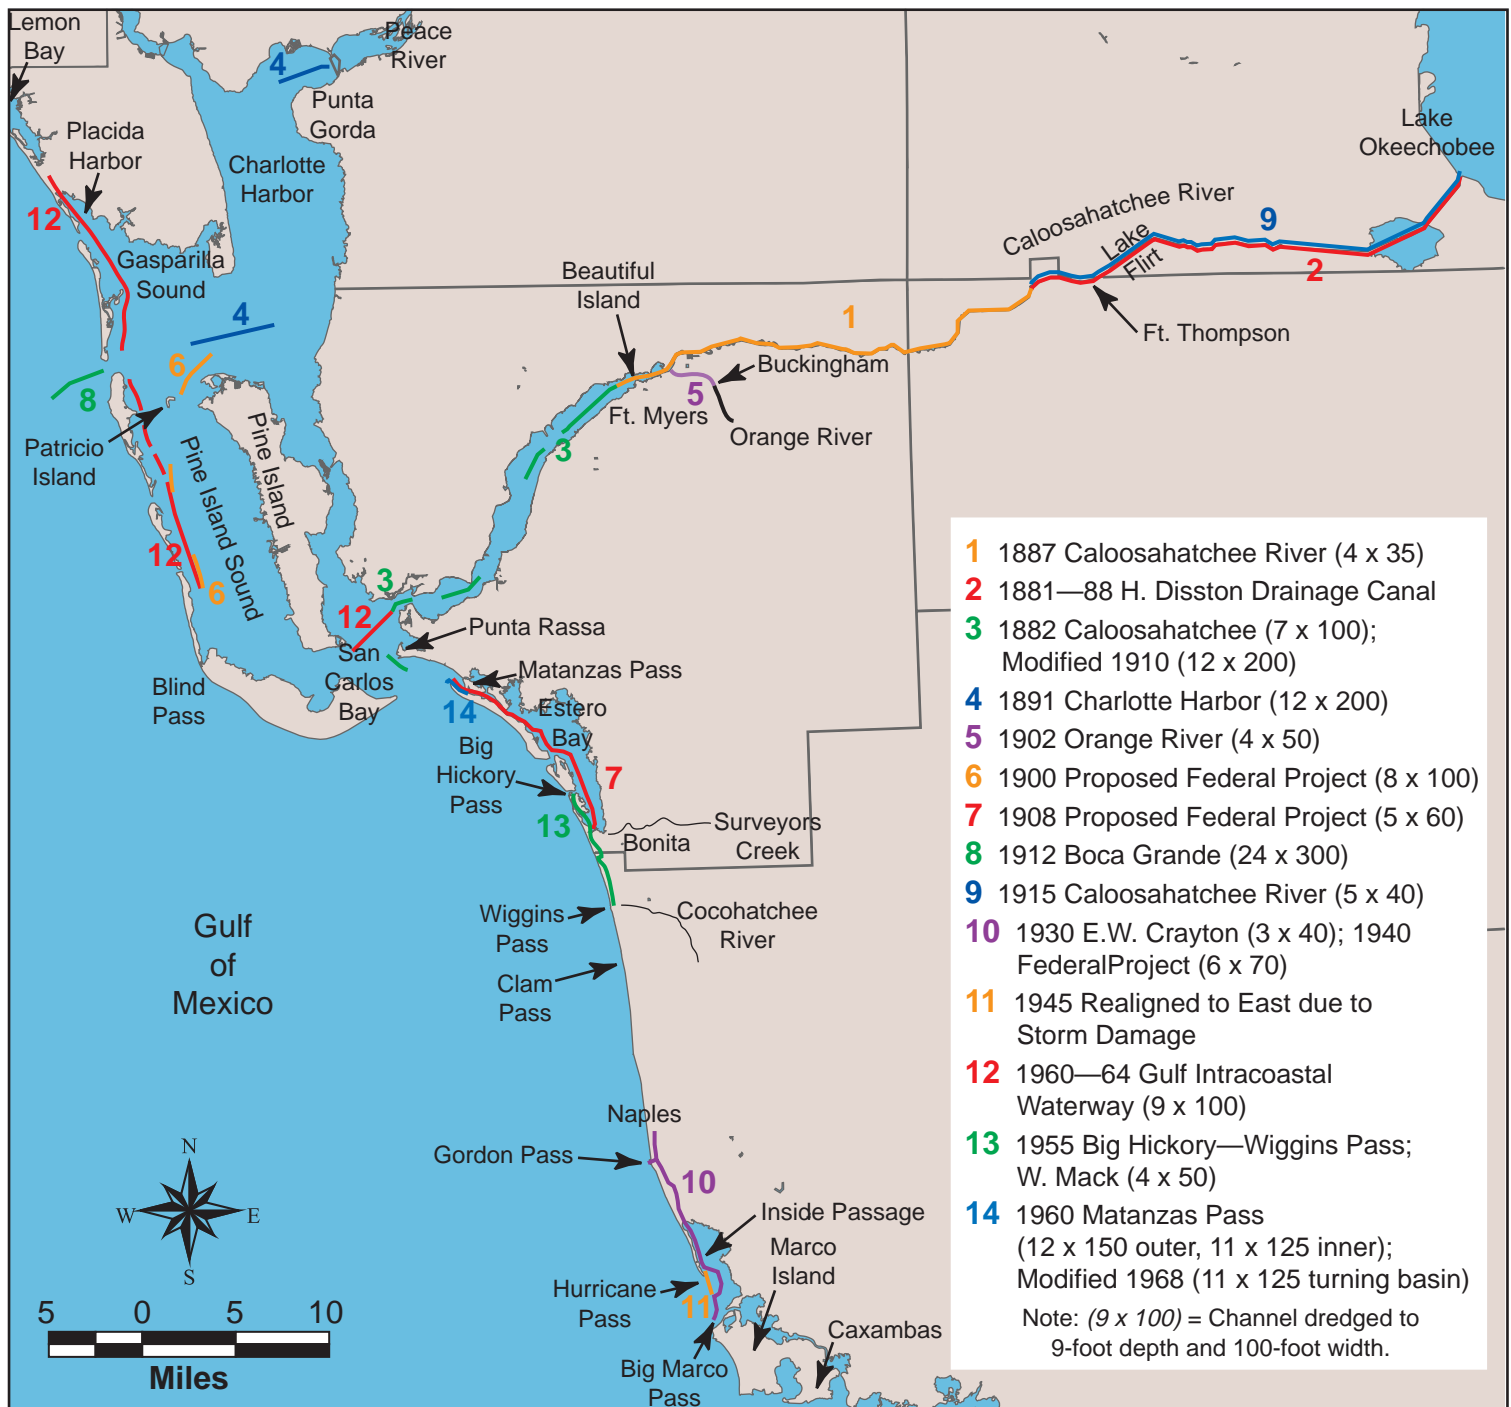 Lemon
Bay
Peace
River
4
Punta
Gorda
Placida
Harbor
Charlotte
Harbor
12
Gasparilla
Sound
Lake
Okeechobee
Caloosahatchee River
Lake
Flirt
9
2
Ft. Thompson
Beautiful
Island
1
4
6
8
Buckingham
5
Ft. Myers
Orange River
3
Patricio
Island
Pine Island
Pine Island Sound
12
6
3
12
Punta Rassa
San
Carlos
Bay
Blind
Pass
Matanzas Pass
14
Estero
Bay
Big
Hickory
Pass
7
13
Surveyors
Creek
Bonita
Wiggins
Pass
Cocohatchee
River
Clam
Pass
Gulf
of
Mexico
Naples
Gordon Pass
10
Inside Passage
Marco
Island
Hurricane
Pass
11
Caxambas
Big Marco
Pass
N
W E
S
5 0 5 10
Miles
1 1887 Caloosahatchee River (4 x 35)
2 1881—88 H. Disston Drainage Canal
3 1882 Caloosahatchee (7 x 100);
Modified 1910 (12 x 200)
4 1891 Charlotte Harbor (12 x 200)
5 1902 Orange River (4 x 50)
6 1900 Proposed Federal Project (8 x 100)
7 1908 Proposed Federal Project (5 x 60)
8 1912 Boca Grande (24 x 300)
9 1915 Caloosahatchee River (5 x 40)
10 1930 E.W. Crayton (3 x 40); 1940
FederalProject (6 x 70)
11 1945 Realigned to East due to
Storm Damage
12 1960—64 Gulf Intracoastal
Waterway (9 x 100)
13 1955 Big Hickory—Wiggins Pass;
W. Mack (4 x 50)
14 1960 Matanzas Pass
(12 x 150 outer, 11 x 125 inner);
Modified 1968 (11 x 125 turning basin)
Note: (9 x 100) = Channel dredged to
9-foot depth and 100-foot width.